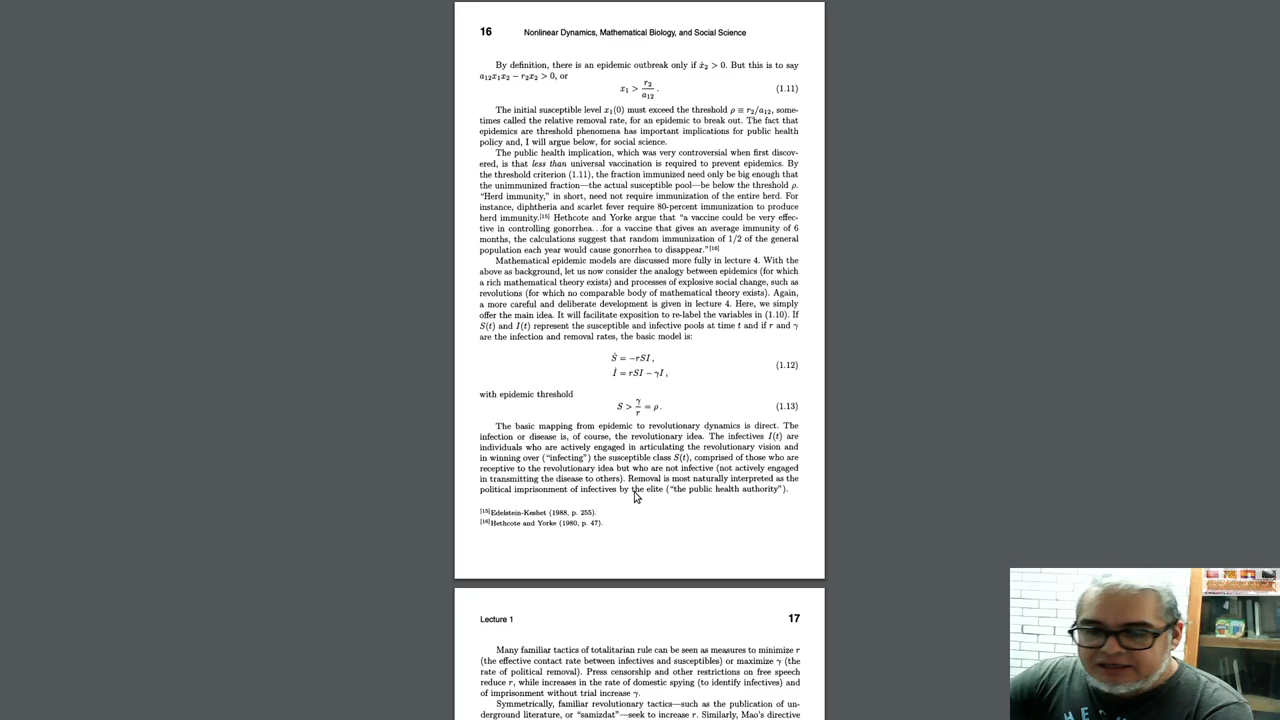 16 Nonlinear Dynamics, Mathematical Biology, and Social Science
By definition, there is an epidemic outbreak only if ẋ₂ > 0. But this is to say
a₁₂x₁x₂ − r₂x₂ > 0, or
x₁ > r₂/a₁₂ . (1.11)
The initial susceptible level x₁(0) must exceed the threshold ρ ≡ r₂/a₁₂, some-
times called the relative removal rate, for an epidemic to break out. The fact that
epidemics are threshold phenomena has important implications for public health
policy and, I will argue below, for social science.
The public health implication, which was very controversial when first discov-
ered, is that less than universal vaccination is required to prevent epidemics. By
the threshold criterion (1.11), the fraction immunized need only be big enough that
the unimmunized fraction—the actual susceptible pool—be below the threshold ρ.
“Herd immunity,” in short, need not require immunization of the entire herd. For
instance, diphtheria and scarlet fever require 80-percent immunization to produce
herd immunity.[15] Hethcote and Yorke argue that “a vaccine could be very effec-
tive in controlling gonorrhea. . .for a vaccine that gives an average immunity of 6
months, the calculations suggest that random immunization of 1/2 of the general
population each year would cause gonorrhea to disappear.”[16]
Mathematical epidemic models are discussed more fully in lecture 4. With the
above as background, let us now consider the analogy between epidemics (for which
a rich mathematical theory exists) and processes of explosive social change, such as
revolutions (for which no comparable body of mathematical theory exists). Again,
a more careful and deliberate development is given in lecture 4. Here, we simply
offer the main idea. It will facilitate exposition to re-label the variables in (1.10). If
S(t) and I(t) represent the susceptible and infective pools at time t and if r and γ
are the infection and removal rates, the basic model is:
Ṡ = −rSI ,
İ = rSI − γI , (1.12)
with epidemic threshold
S > γ/r = ρ . (1.13)
The basic mapping from epidemic to revolutionary dynamics is direct. The
infection or disease is, of course, the revolutionary idea. The infectives I(t) are
individuals who are actively engaged in articulating the revolutionary vision and
in winning over (“infecting”) the susceptible class S(t), comprised of those who are
receptive to the revolutionary idea but who are not infective (not actively engaged
in transmitting the disease to others). Removal is most naturally interpreted as the
political imprisonment of infectives by the elite (“the public health authority”).
[15]Edelstein-Keshet (1988, p. 255).
[16]Hethcote and Yorke (1980, p. 47).
Lecture 1 17
Many familiar tactics of totalitarian rule can be seen as measures to minimize r
(the effective contact rate between infectives and susceptibles) or maximize γ (the
rate of political removal). Press censorship and other restrictions on free speech
reduce r, while increases in the rate of domestic spying (to identify infectives) and
of imprisonment without trial increase γ.
Symmetrically, familiar revolutionary tactics—such as the publication of un-
derground literature, or “samizdat”—seek to increase r. Similarly, Mao's directive